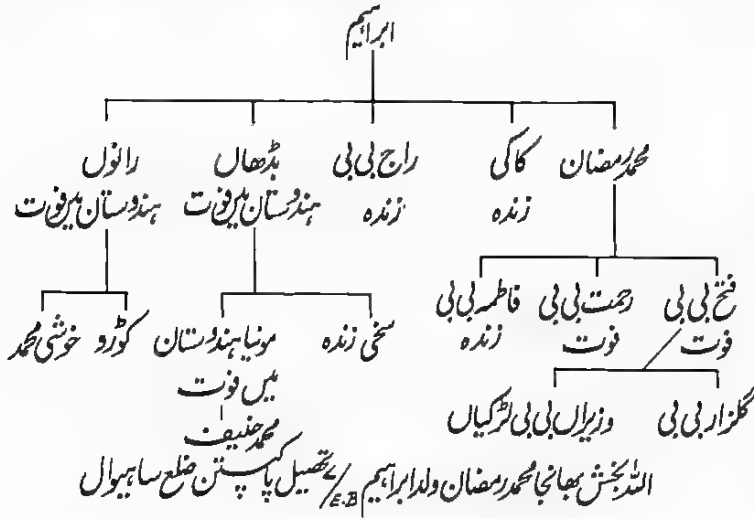 ابراہیم
محمد رمضان کاکی راج بی بی بڈھاں رانوں
زندہ زندہ ہندوستان میں فوت ہندوستان میں فوت
فتح بی بی رحمت بی بی فاطمہ بی بی سخی زندہ مونیا ہندوستان کوڑو خوشی محمد
فوت فوت زندہ میں فوت
گلزار بی بی وزیراں بی بی لڑکیاں محمد حنیف
اللہ بخش بھانجا محمد رمضان ولد ابراہیم 7/E.B تحصیل پاکپتن ضلع ساہیوال